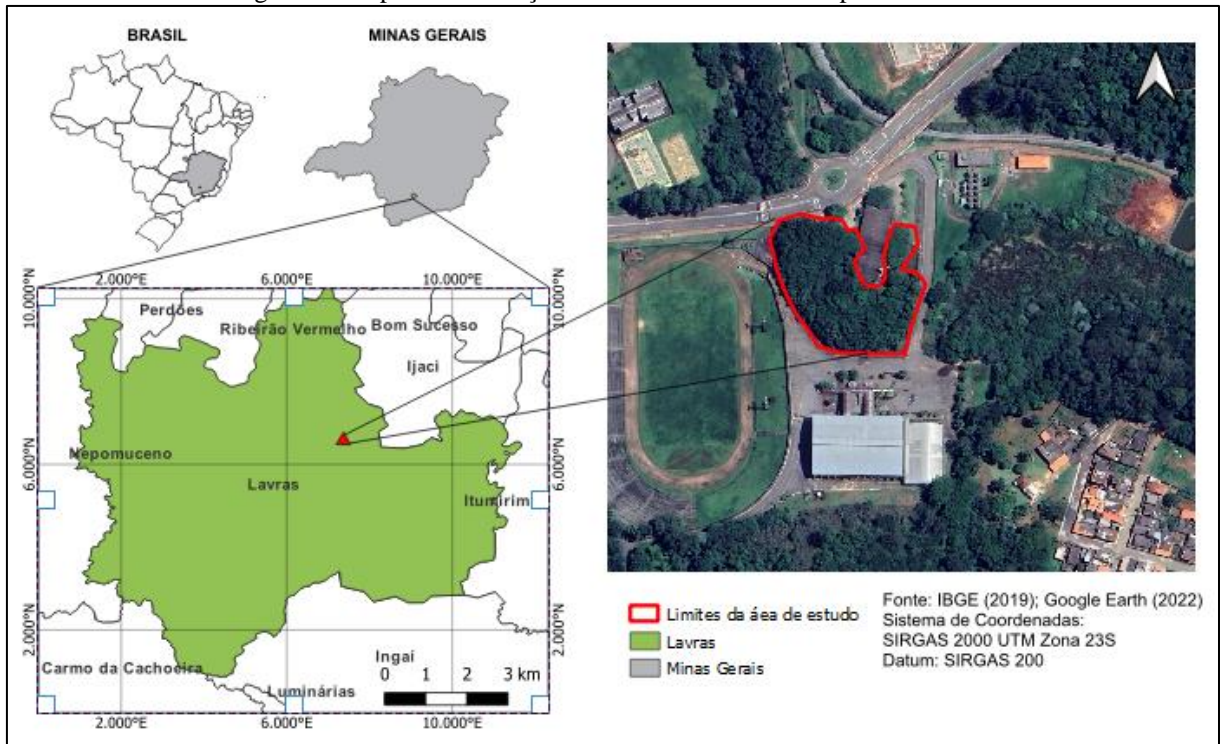 BRASIL
MINAS GERAIS
2.000°E
6.000°E
10.000°E
10.000°N
10.000°N
Perdões
Ribeirão Vermelho
Bom Sucesso
Ijaci
Nepomuceno
6.000°N
6.000°N
Lavras
Itumirim
2.000°N
2.000°N
Carmo da Cachoeira
Ingaí
0 1 2 3 km
Luminárias
2.000°E
6.000°E
10.000°E
Limites da áea de estudo
Lavras
Minas Gerais
Fonte: IBGE (2019); Google Earth (2022)
Sistema de Coordenadas:
SIRGAS 2000 UTM Zona 23S
Datum: SIRGAS 200